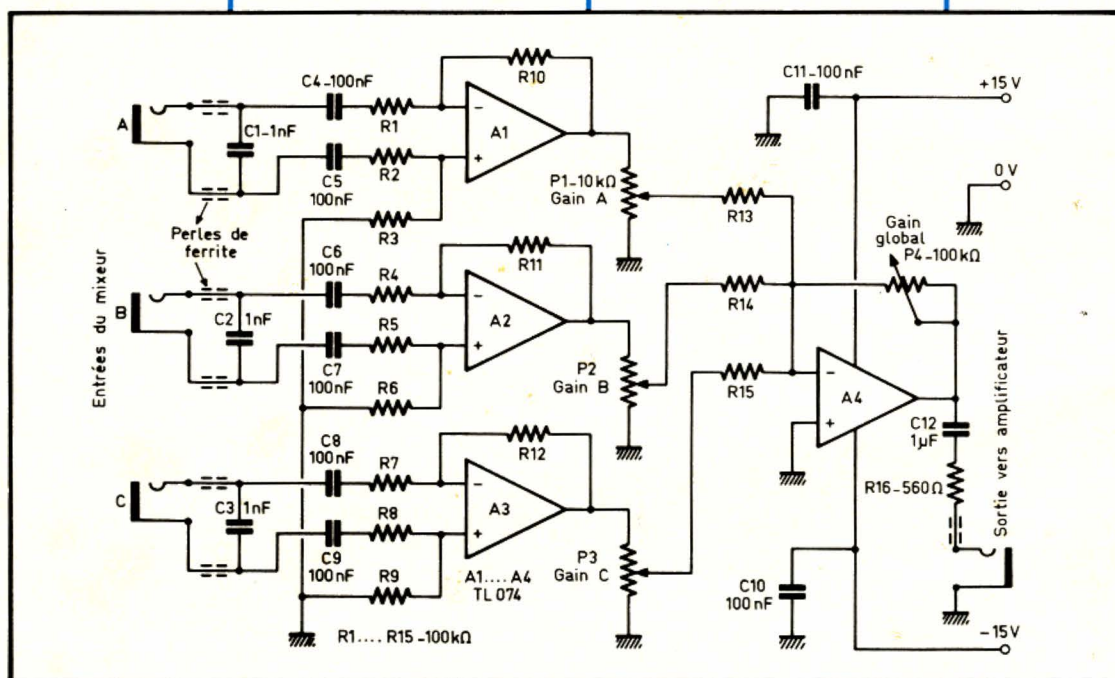 C4-100nF
R1
C1-1nF
A
C5
100nF
R2
R3
R10
A1
−
+
P1-10kΩ
Gain A
R13
C11-100nF
+15V
0V
Perles de
ferrite
Entrées du mixeur
B
C2 1nF
C6
100nF
R4
C7
100nF
R5
R6
R11
A2
−
+
P2
Gain B
R14
Gain
global
P4-100kΩ
R15
A4
−
+
C12
1µF
R16-560Ω
Sortie vers amplificateur
C
C3 1nF
C8
100nF
R7
C9
100nF
R8
R9
R12
A3
−
+
A1....A4
TL 074
P3
Gain C
C10
100nF
−15V
R1....R15-100kΩ